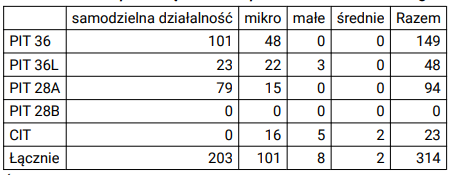 samodzielna działalność mikro małe średnie Razem
PIT 36 101 48 0 0 149
PIT 36L 23 22 3 0 48
PIT 28A 79 15 0 0 94
PIT 28B 0 0 0 0 0
CIT 0 16 5 2 23
Łącznie 203 101 8 2 314